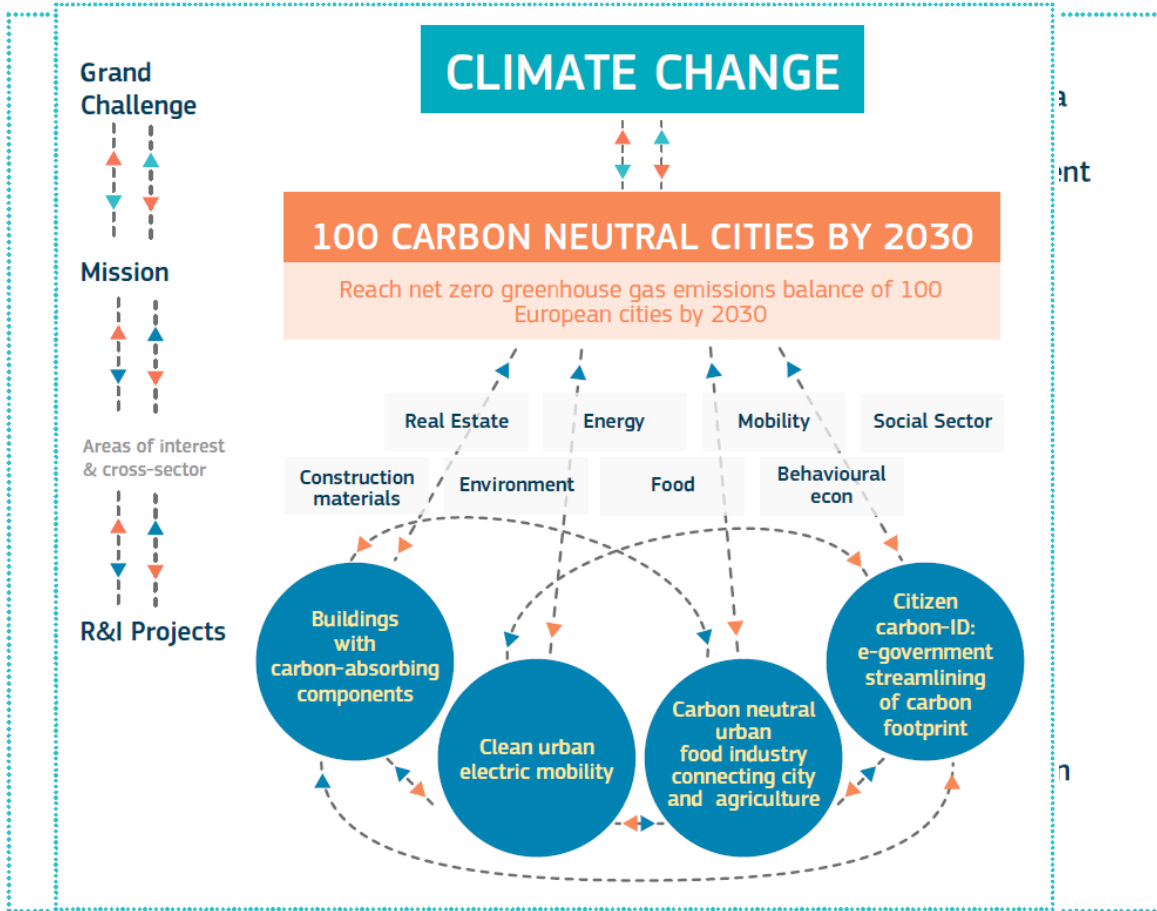 CLIMATE CHANGE
Grand
Challenge
100 CARBON NEUTRAL CITIES BY 2030
Mission
Reach net zero greenhouse gas emissions balance of 100
European cities by 2030
Real Estate
Energy
Mobility
Social Sector
Areas of interest
& cross-sector
Construction
materials
Environment
Food
Behavioural
econ
R&I Projects
Buildings
with
carbon-absorbing
components
Clean urban
electric mobility
Carbon neutral
urban
food industry
connecting city
and agriculture
Citizen
carbon-ID:
e-government
streamlining
of carbon
footprint